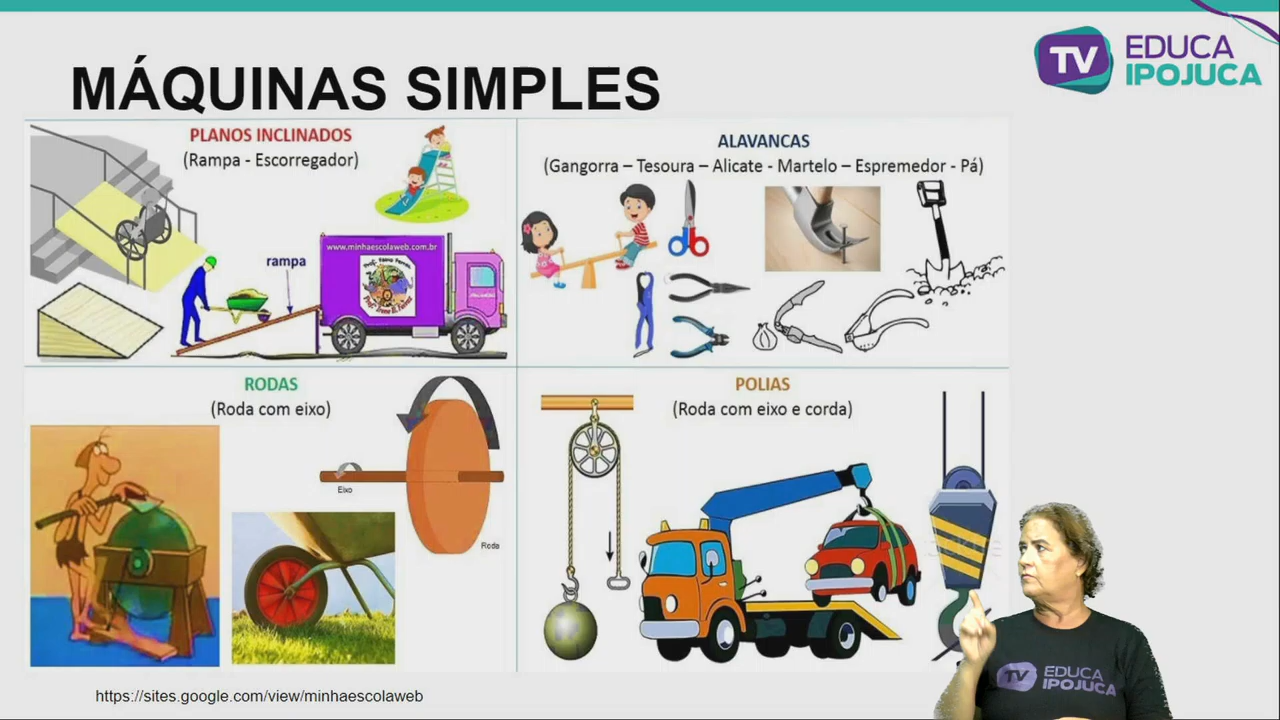 TV EDUCA
IPOJUCA
MÁQUINAS SIMPLES
PLANOS INCLINADOS
(Rampa - Escorregador)
rampa
www.minhaescolaweb.com.br
ALAVANCAS
(Gangorra – Tesoura – Alicate - Martelo – Espremedor - Pá)
RODAS
(Roda com eixo)
Eixo
Roda
POLIAS
(Roda com eixo e corda)
TV EDUCA
IPOJUCA
https://sites.google.com/view/minhaescolaweb